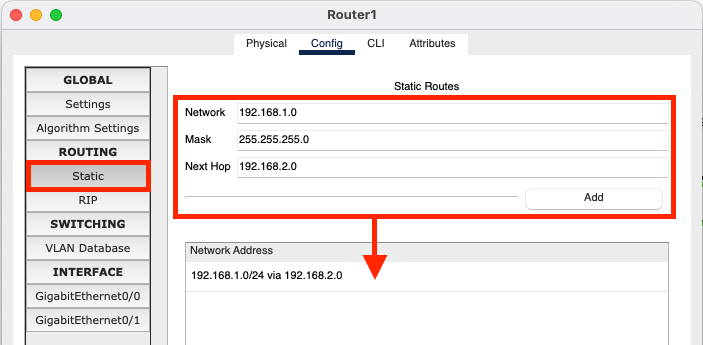 Router1
Physical Config CLI Attributes
GLOBAL
Settings
Algorithm Settings
ROUTING
Static
RIP
SWITCHING
VLAN Database
INTERFACE
GigabitEthernet0/0
GigabitEthernet0/1
Static Routes
Network 192.168.1.0
Mask 255.255.255.0
Next Hop 192.168.2.0
Add
Network Address
192.168.1.0/24 via 192.168.2.0